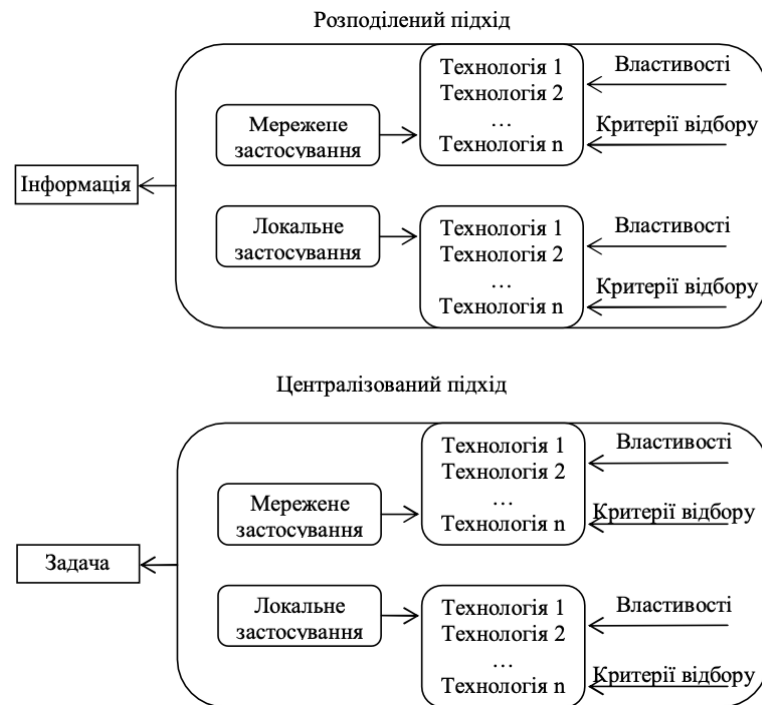 Розподілений підхід
Технологія 1
Технологія 2
…
Технологія n
Властивості
Критерії відбору
Мережене
застосування
Інформація
Локальне
застосування
Технологія 1
Технологія 2
…
Технологія n
Властивості
Критерії відбору
Централізований підхід
Технологія 1
Технологія 2
…
Технологія n
Властивості
Критерії відбору
Мережене
застосування
Задача
Локальне
застосування
Технологія 1
Технологія 2
…
Технологія n
Властивості
Критерії відбору